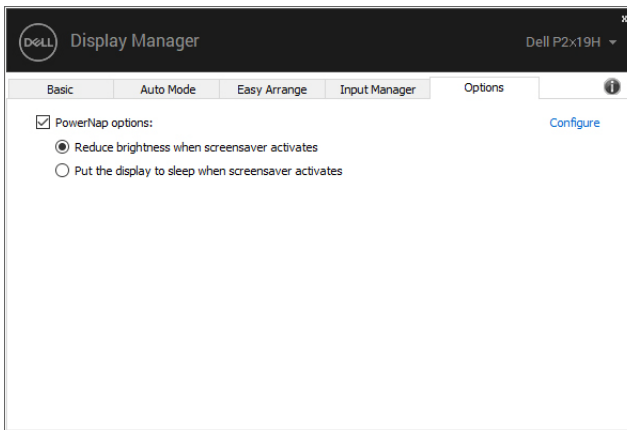 x
DELL
Display Manager
Dell P2x19H
Basic
Auto Mode
Easy Arrange
Input Manager
Options
i
PowerNap options:
Configure
Reduce brightness when screensaver activates
Put the display to sleep when screensaver activates